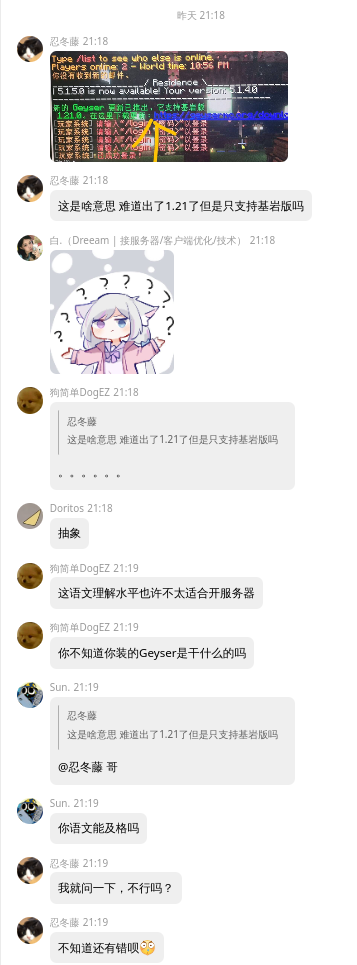 昨天 21:18
忍冬藤 21:18
Type /list to see who else is online.
Players online: 2 - World time: 10:56 PM
你没有收到新的邮件。
/ Residence \
5.1.5.0 is now available! Your version: 5.1.4.0
新的 Geyser 更新已推出，它支持基岩版
1.21.0. 在这里下载更新：
忍冬藤 21:18
这是啥意思 难道出了1.21了但是只支持基岩版吗
白.（Dreeam | 接服务器/客户端优化/技术） 21:18
? ? ? ? ? ?
狗简单DogEZ 21:18
忍冬藤
这是啥意思 难道出了1.21了但是只支持基岩版吗
。。。。。。
Doritos 21:18
抽象
狗简单DogEZ 21:19
这语文理解水平也许不太适合开服务器
狗简单DogEZ 21:19
你不知道你装的Geyser是干什么的吗
Sun. 21:19
忍冬藤
这是啥意思 难道出了1.21了但是只支持基岩版吗
@忍冬藤 哥
Sun. 21:19
你语文能及格吗
忍冬藤 21:19
我就问一下，不行吗？
忍冬藤 21:19
不知道还有错呗